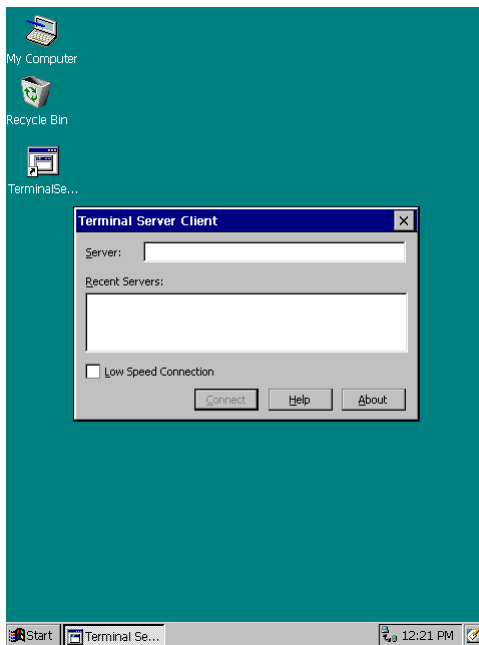 My Computer
Recycle Bin
TerminalSe...
Terminal Server Client
Server:
Recent Servers:
Low Speed Connection
Connect Help About
Start Terminal Se... 12:21 PM